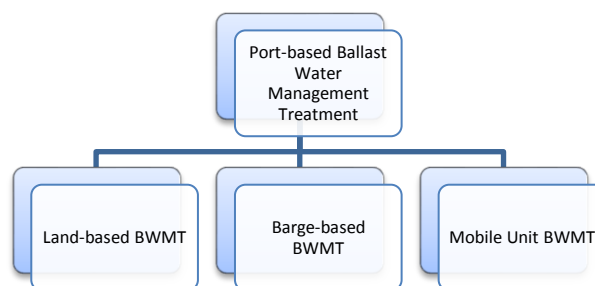 Port-based Ballast
Water
Management
Treatment
Land-based BWMT
Barge-based
BWMT
Mobile Unit BWMT